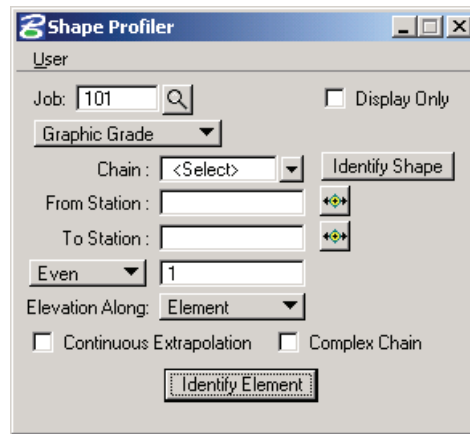 Shape Profiler
User
Job: 101 Display Only
Graphic Grade
Chain : <Select> Identify Shape
From Station :
To Station :
Even 1
Elevation Along: Element
Continuous Extrapolation Complex Chain
Identify Element